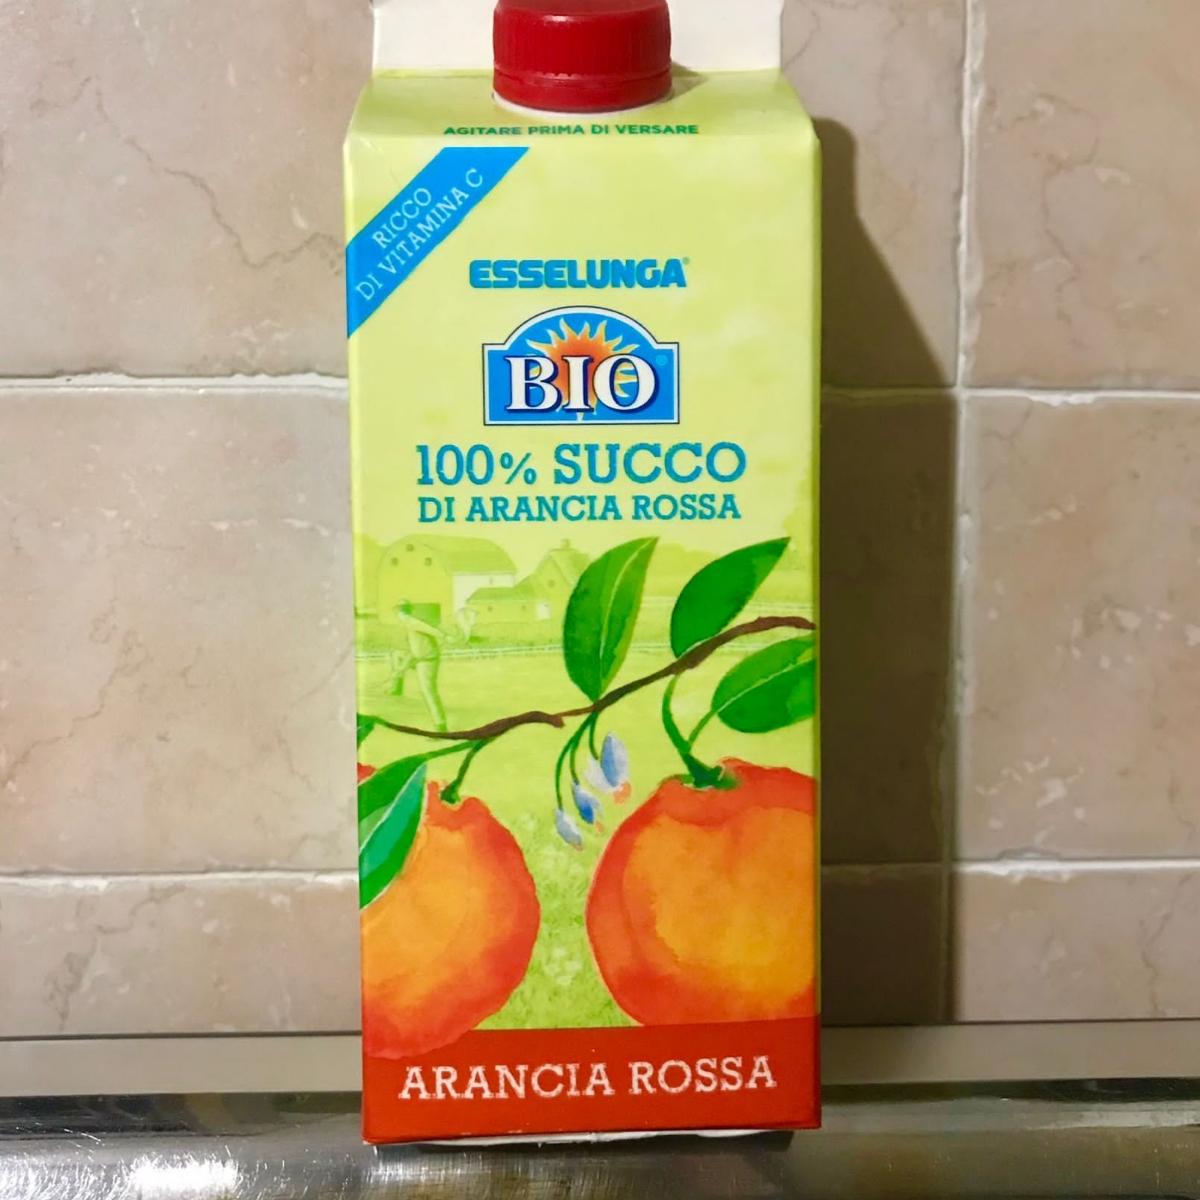 AGITARE PRIMA DI VERSARE
RICCO
DI VITAMINA C
ESSELUNGA®
BIO®
100% SUCCO
DI ARANCIA ROSSA
ARANCIA ROSSA